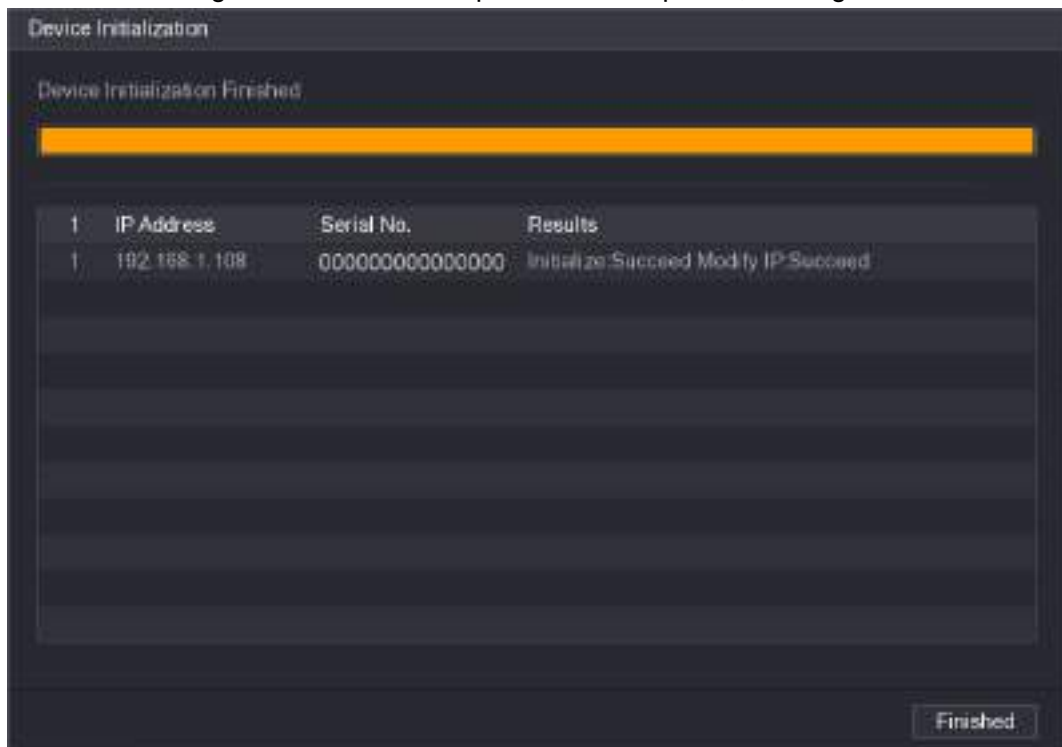 Device Initialization
Device Initialization Finished
1 IP Address Serial No. Results
1 192.168.1.108 000000000000000 Initialize:Succeed Modify IP:Succeed
Finished